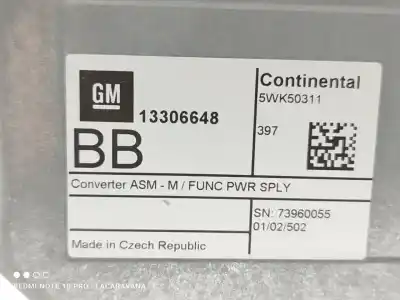 GM
13306648
BB
Continental
5WK50311
397
Converter ASM - M / FUNC PWR SPLY
SN: 73960055
01/02/502
Made in Czech Republic
REDMI NOTE 10 PRO
LACARAVANA